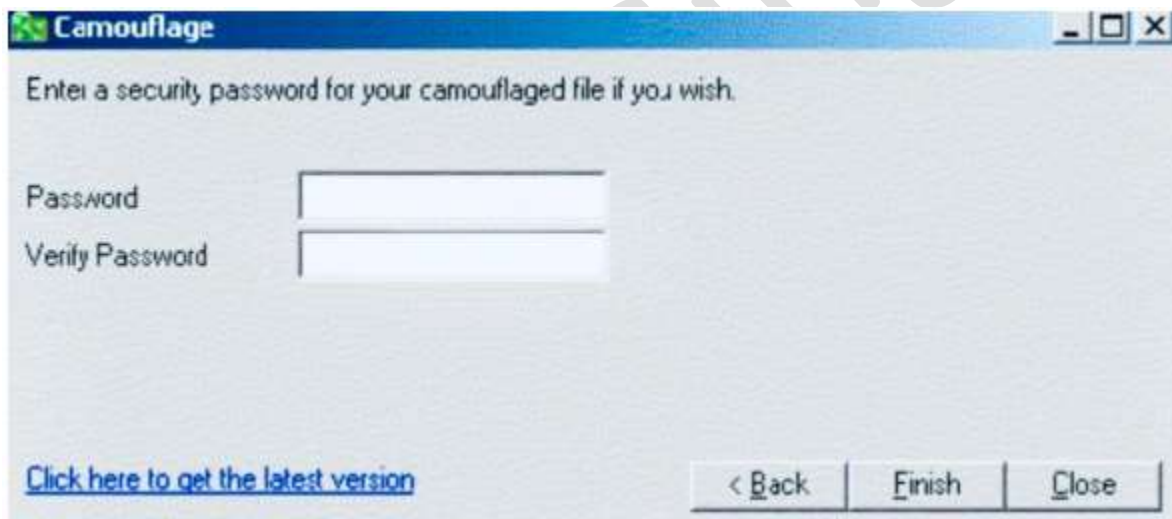 Camouflage
Enter a security password for your camouflaged file if you wish.
Password
Verify Password
Click here to get the latest version
< Back
Finish
Close